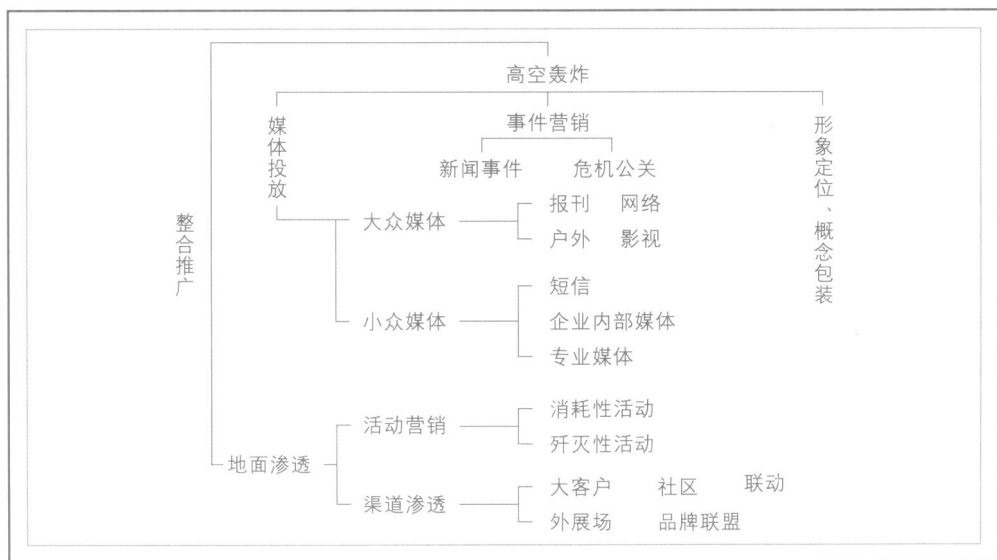 高空轰炸
媒体投放
事件营销
形象定位、概念包装
新闻事件 危机公关
大众媒体
报刊 网络
户外 影视
整合推广
小众媒体
短信
企业内部媒体
专业媒体
活动营销
消耗性活动
歼灭性活动
地面渗透
渠道渗透
大客户 社区 联动
外展场 品牌联盟